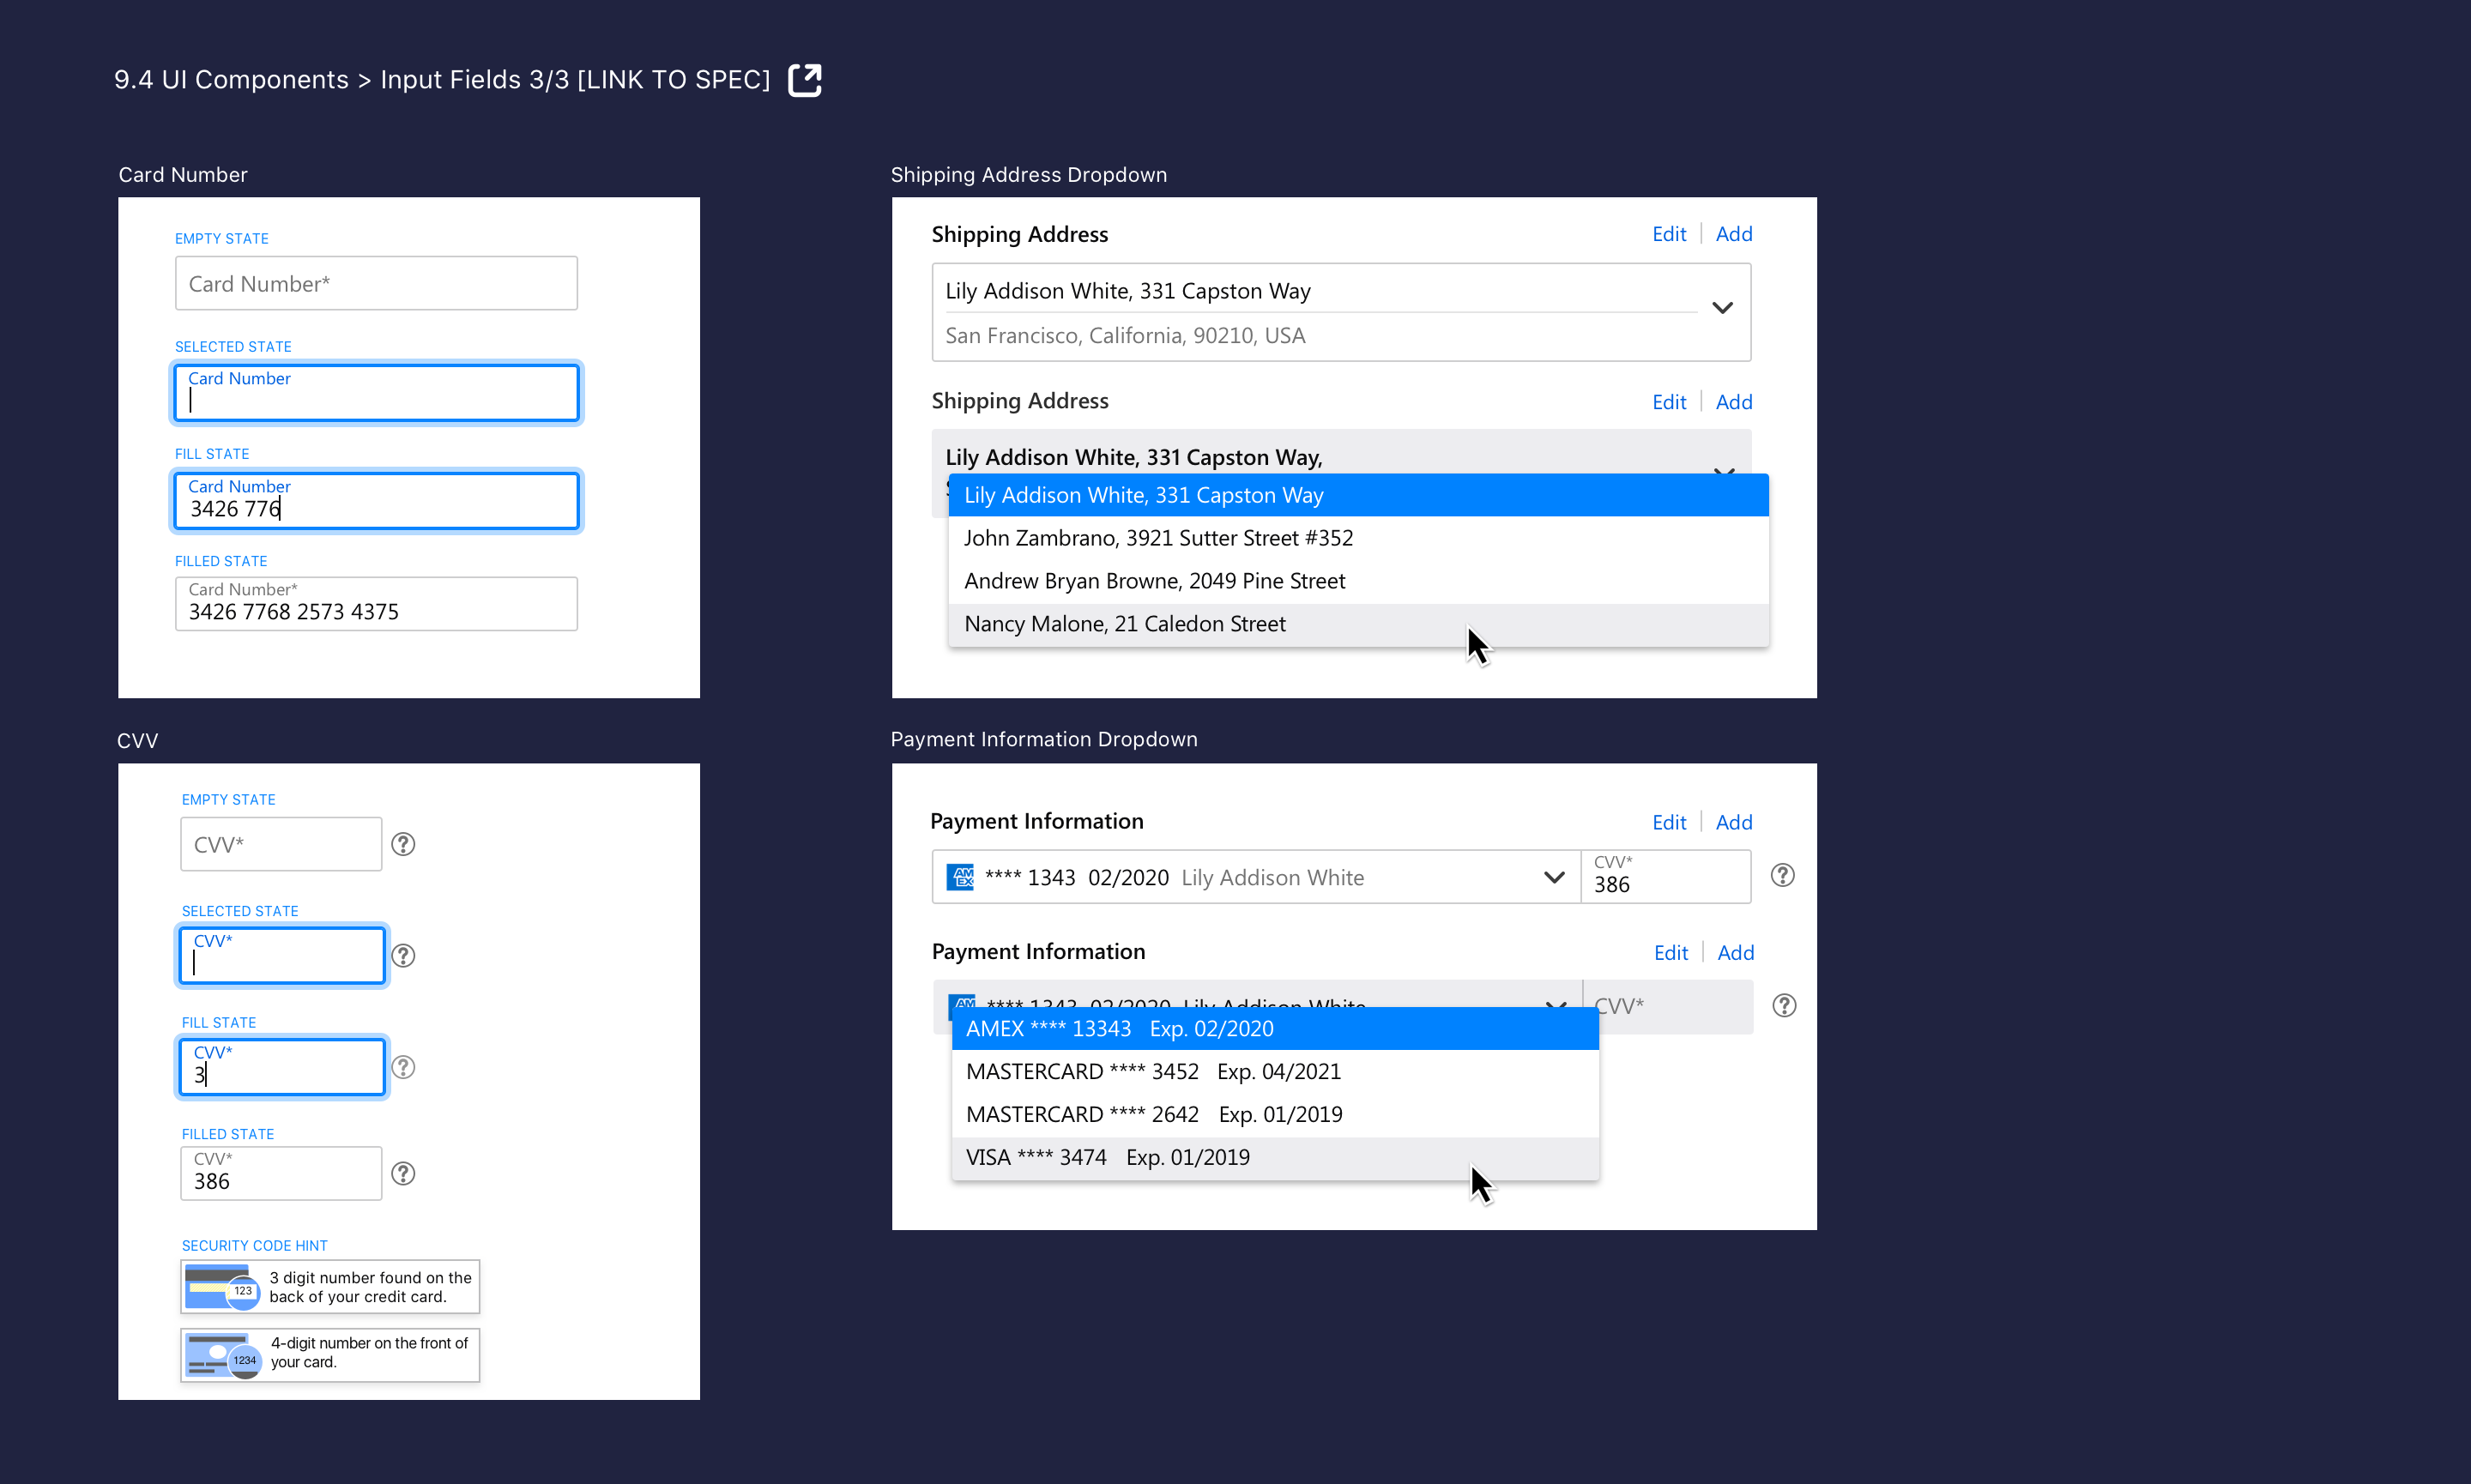 9.4 UI Components > Input Fields 3/3 [LINK TO SPEC]
Card Number
EMPTY STATE
Card Number*
SELECTED STATE
Card Number
FILL STATE
Card Number
3426 776
FILLED STATE
Card Number*
3426 7768 2573 4375
Shipping Address Dropdown
Shipping Address
Edit | Add
Lily Addison White, 331 Capston Way
San Francisco, California, 90210, USA
Shipping Address
Edit | Add
Lily Addison White, 331 Capston Way,
Lily Addison White, 331 Capston Way
John Zambrano, 3921 Sutter Street #352
Andrew Bryan Browne, 2049 Pine Street
Nancy Malone, 21 Caledon Street
CVV
EMPTY STATE
CVV*
?
SELECTED STATE
CVV*
?
FILL STATE
CVV*
3
?
FILLED STATE
CVV*
386
?
SECURITY CODE HINT
123
3 digit number found on the
back of your credit card.
1234
4-digit number on the front of
your card.
Payment Information Dropdown
Payment Information
Edit | Add
AMEX **** 1343 02/2020 Lily Addison White
CVV*
386
?
Payment Information
Edit | Add
AM **** 1343 02/2020 Lily Addison White
CVV*
?
AMEX **** 13343 Exp. 02/2020
MASTERCARD **** 3452 Exp. 04/2021
MASTERCARD **** 2642 Exp. 01/2019
VISA **** 3474 Exp. 01/2019